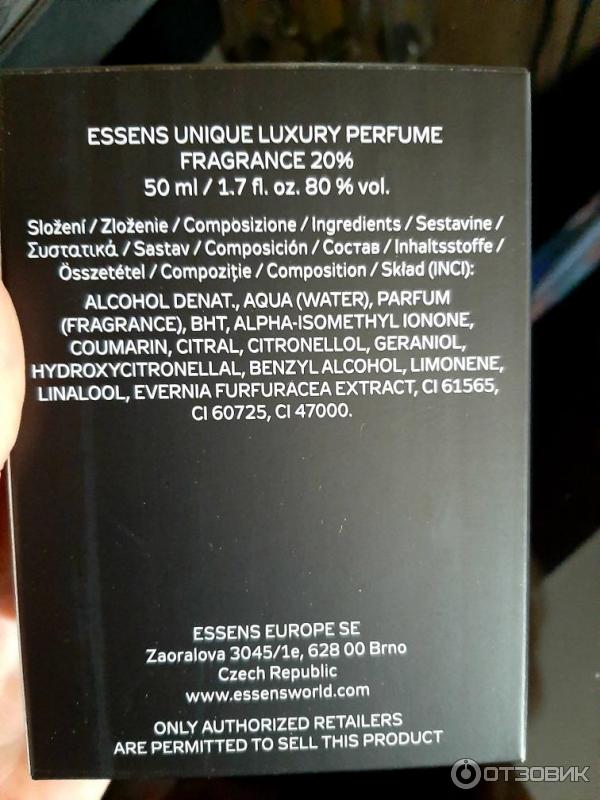 ESSENS UNIQUE LUXURY PERFUME
FRAGRANCE 20%
50 ml / 1.7 fl. oz. 80 % vol.
Složení / Zloženie / Composizione / Ingredients / Sestavine /
Συστατικά / Sastav / Composición / Состав / Inhaltsstoffe /
Összetétel / Compoziţie / Composition / Skład (INCI):
ALCOHOL DENAT., AQUA (WATER), PARFUM
(FRAGRANCE), BHT, ALPHA-ISOMETHYL IONONE,
COUMARIN, CITRAL, CITRONELLOL, GERANIOL,
HYDROXYCITRONELLAL, BENZYL ALCOHOL, LIMONENE,
LINALOOL, EVERNIA FURFURACEA EXTRACT, CI 61565,
CI 60725, CI 47000.
ESSENS EUROPE SE
Zaoralova 3045/1e, 628 00 Brno
Czech Republic
www.essensworld.com
ONLY AUTHORIZED RETAILERS
ARE PERMITTED TO SELL THIS PRODUCT
ОТЗОВИК